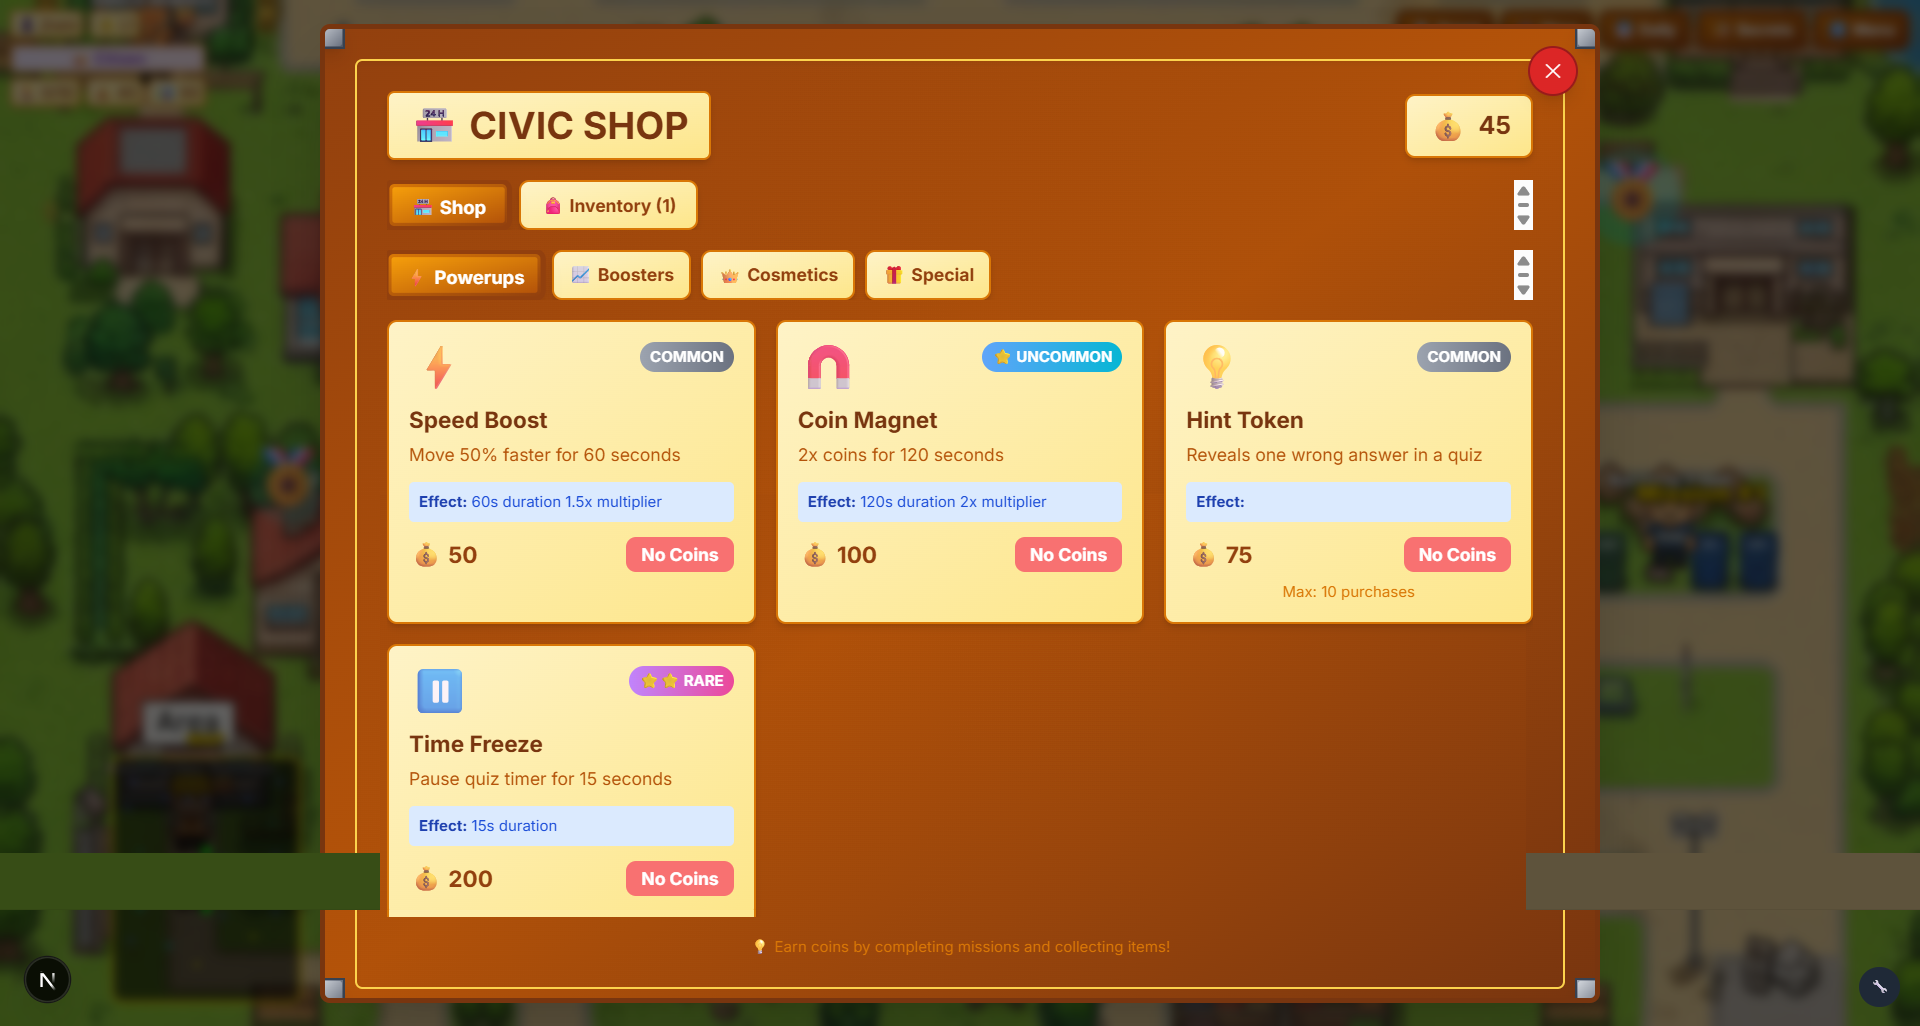 24H
CIVIC SHOP
45
Shop
Inventory (1)
Powerups
Boosters
Cosmetics
Special
COMMON
Speed Boost
Move 50% faster for 60 seconds
Effect: 60s duration 1.5x multiplier
50
No Coins
UNCOMMON
Coin Magnet
2x coins for 120 seconds
Effect: 120s duration 2x multiplier
100
No Coins
COMMON
Hint Token
Reveals one wrong answer in a quiz
Effect:
75
No Coins
Max: 10 purchases
RARE
Time Freeze
Pause quiz timer for 15 seconds
Effect: 15s duration
200
No Coins
Earn coins by completing missions and collecting items!
N